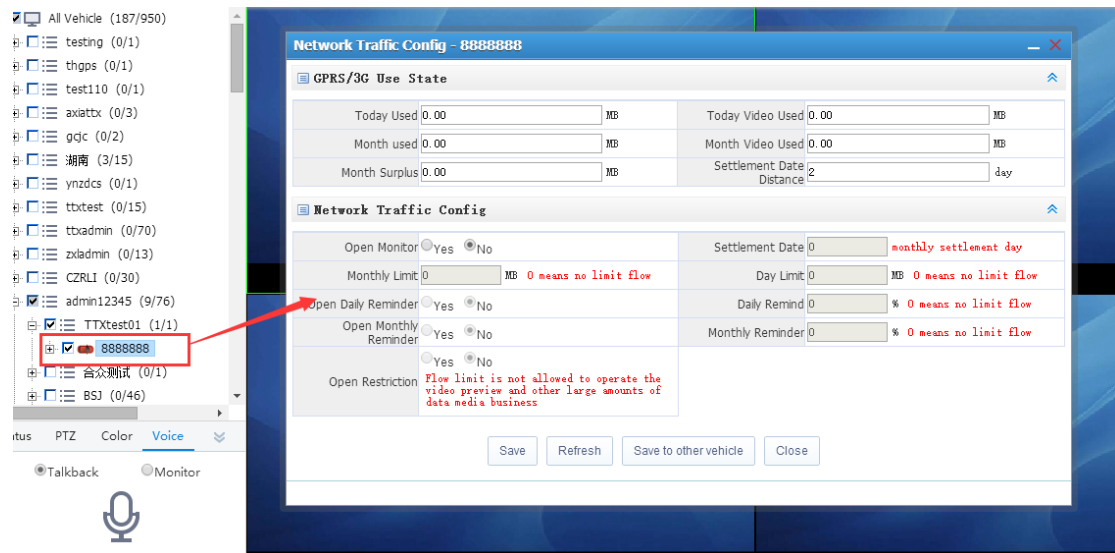 All Vehicle (187/950)
testing (0/1)
thgps (0/1)
test110 (0/1)
axiattx (0/3)
gcjc (0/2)
湖南 (3/15)
ynzdcs (0/1)
ttxtest (0/15)
ttxadmin (0/70)
zxladmin (0/13)
CZRLI (0/30)
admin12345 (9/76)
TTXtest01 (1/1)
8888888
合众测试 (0/1)
BSJ (0/46)
atus PTZ Color Voice
Talkback Monitor
Network Traffic Config - 8888888
GPRS/3G Use State
Today Used 0.00 MB Today Video Used 0.00 MB
Month used 0.00 MB Month Video Used 0.00 MB
Month Surplus 0.00 MB Settlement Date
Distance 2 day
Network Traffic Config
Open Monitor Yes No Settlement Date 0 monthly settlement day
Monthly Limit 0 MB 0 means no limit flow Day Limit 0 MB 0 means no limit flow
Open Daily Reminder Yes No Daily Remind 0 % 0 means no limit flow
Open Monthly
Reminder Yes No Monthly Reminder 0 % 0 means no limit flow
Open Restriction Yes No
Flow limit is not allowed to operate the
video preview and other large amounts of
data media business
Save Refresh Save to other vehicle Close